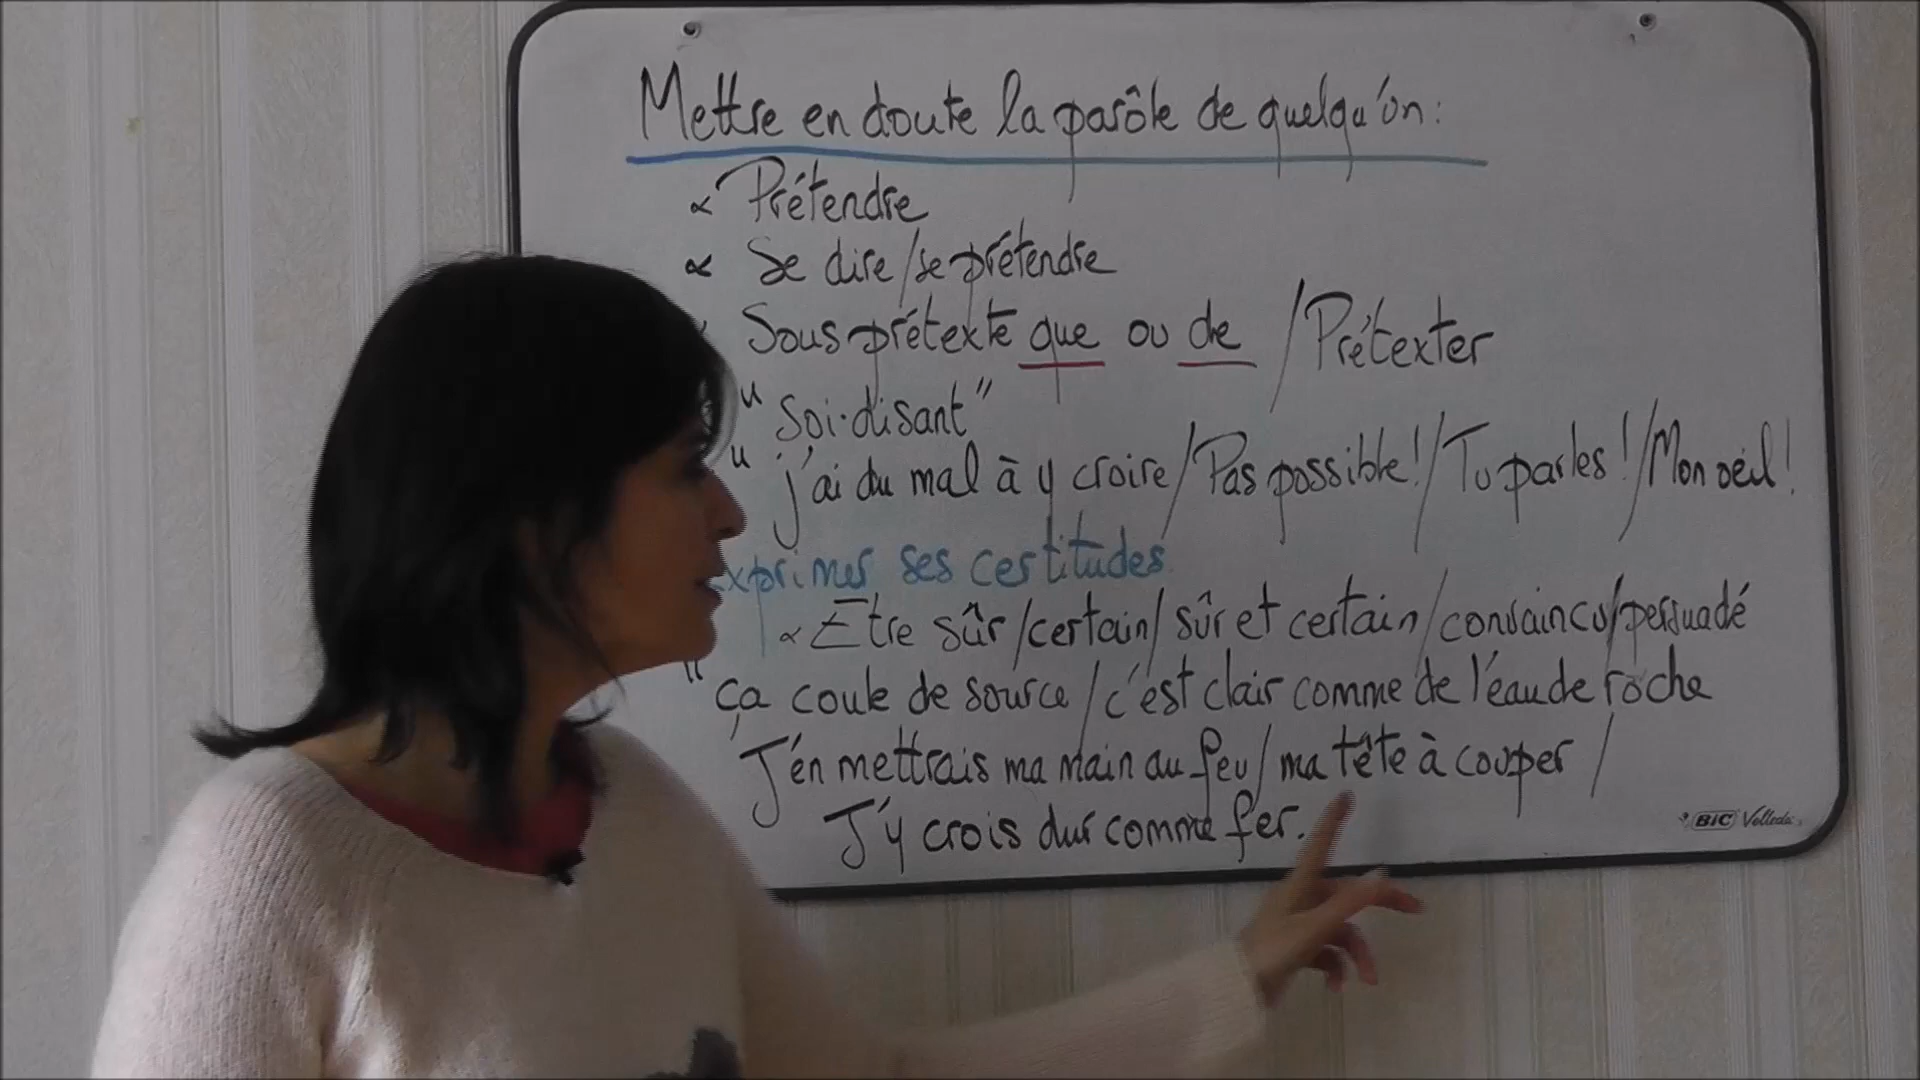 Mettre en doute la parôle de quelqu'un :
∝ Prétendre
∝ Se dire / se prétendre
Sous prétexte que ou de / Prétexter
"Soi-disant"
"j'ai du mal à y croire / Pas possible ! / Tu parles ! / Mon oeil !
xprimer ses certitudes
∝ Etre sûr / certain / sûr et certain / convaincu / persuadé
"ça coule de source / c'est clair comme de l'eau de roche
J'en mettrais ma main au feu / ma tête à couper /
J'y crois dur comme fer.
BIC Velleda